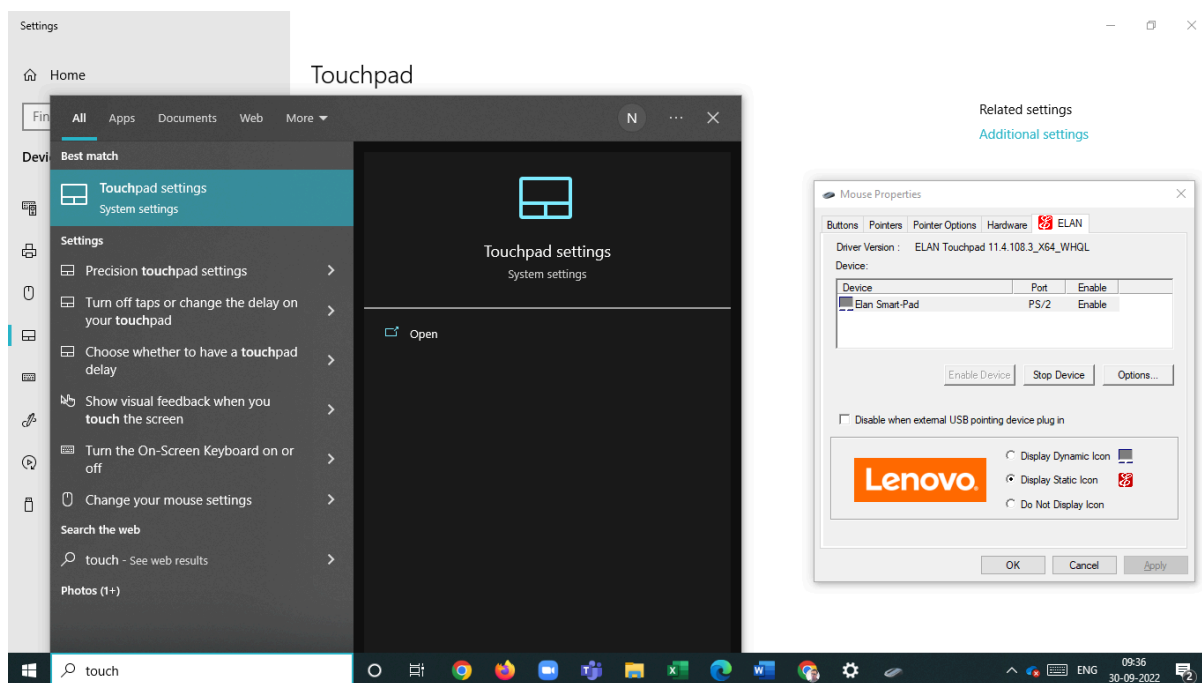 Settings
Home
Touchpad
Fin
Devi
Related settings
Additional settings
All Apps Documents Web More
N
Best match
Touchpad settings
System settings
Settings
Precision touchpad settings
Turn off taps or change the delay on
your touchpad
Choose whether to have a touchpad
delay
Show visual feedback when you
touch the screen
Turn the On-Screen Keyboard on or
off
Change your mouse settings
Search the web
touch - See web results
Photos (1+)
Touchpad settings
System settings
Open
Mouse Properties
Buttons Pointers Pointer Options Hardware ELAN
Driver Version : ELAN Touchpad 11.4.108.3_X64_WHQL
Device:
Device Port Enable
Elan Smart-Pad PS/2 Enable
Enable Device Stop Device Options...
Disable when external USB pointing device plug in
Lenovo.
Display Dynamic Icon
Display Static Icon
Do Not Display Icon
OK Cancel Apply
touch
ENG
09:36
30-09-2022
2